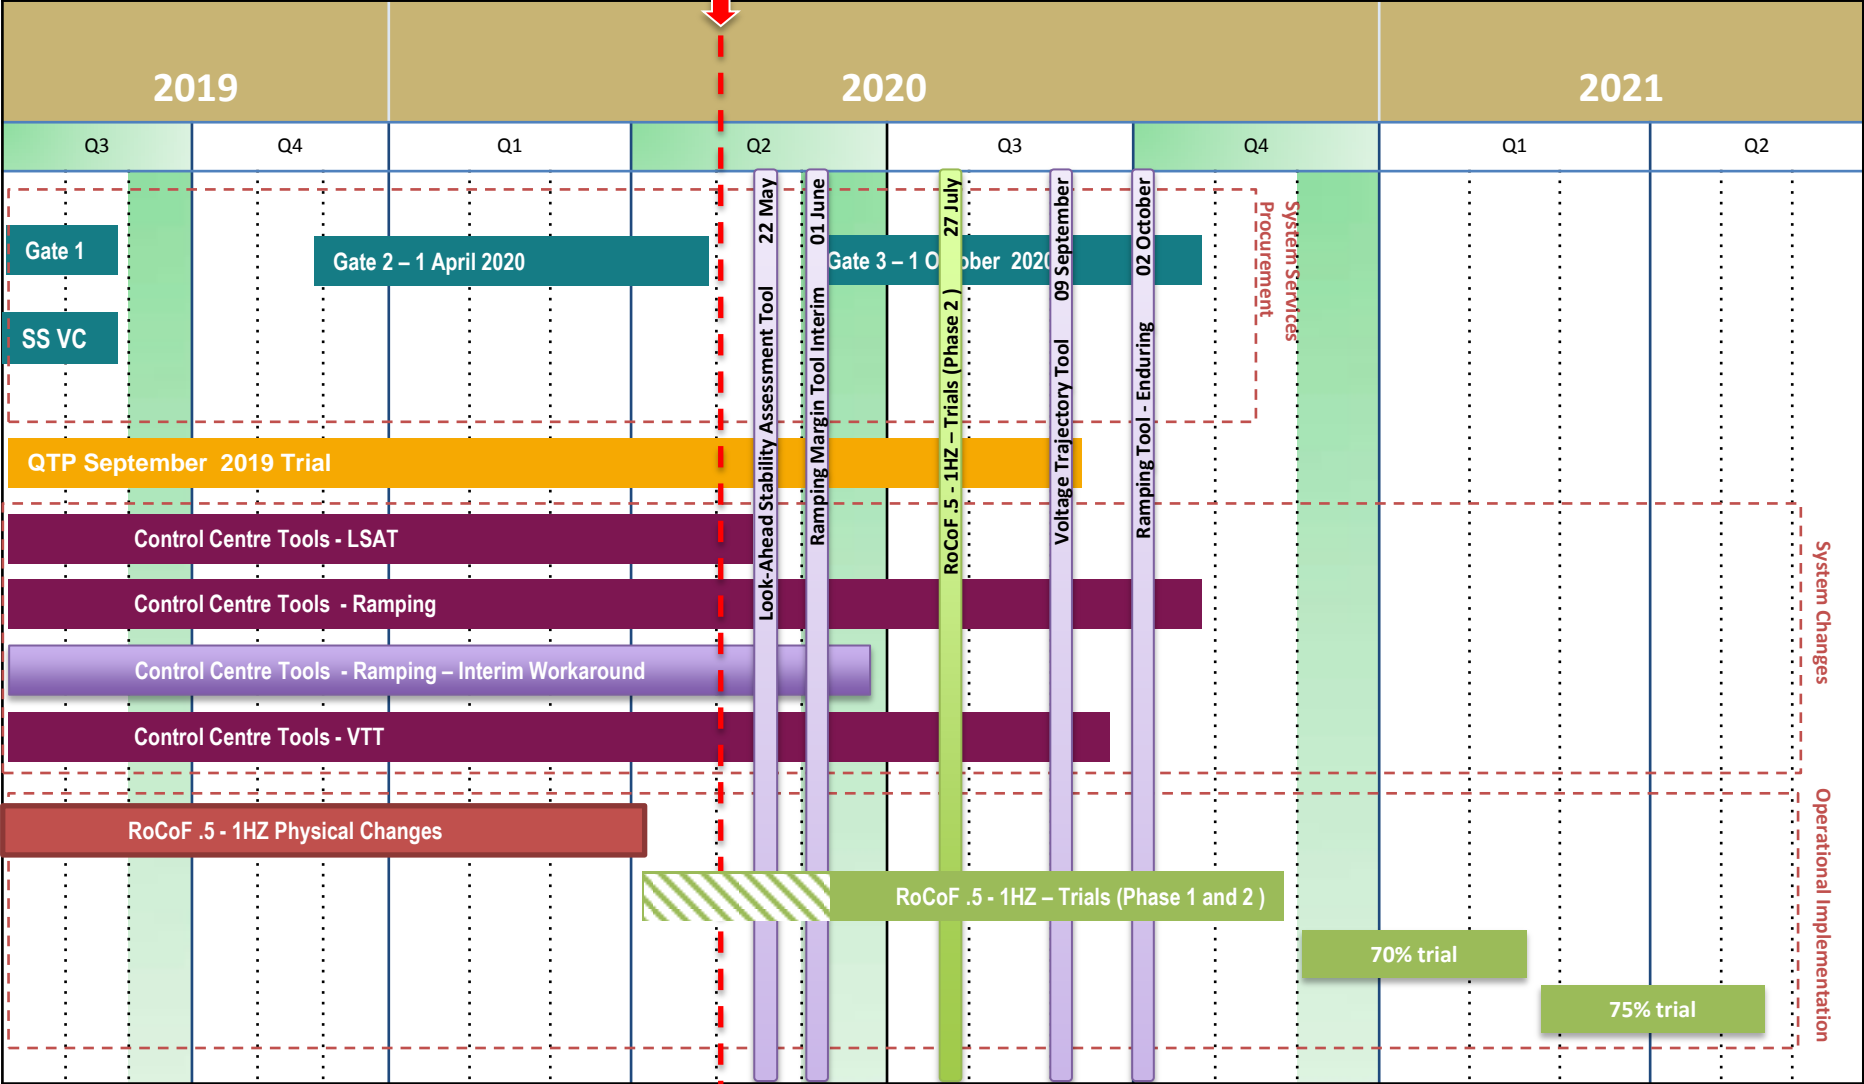 2019
2020
2021
Q3
Q4
Q1
Q2
Q3
Q4
Q1
Q2
Gate 1
Gate 2 – 1 April 2020
Gate 3 – 1 O ober 2020
SS VC
System Services
Procurement
QTP September 2019 Trial
Control Centre Tools - LSAT
Control Centre Tools - Ramping
Control Centre Tools - Ramping – Interim Workaround
Control Centre Tools - VTT
System Changes
Look-Ahead Stability Assessment Tool 22 May
Ramping Margin Tool Interim 01 June
RoCoF .5 - 1HZ – Trials (Phase 2 ) 27 July
Voltage Trajectory Tool 09 September
Ramping Tool - Enduring 02 October
RoCoF .5 - 1HZ Physical Changes
RoCoF .5 - 1HZ – Trials (Phase 1 and 2 )
70% trial
75% trial
Operational Implementation